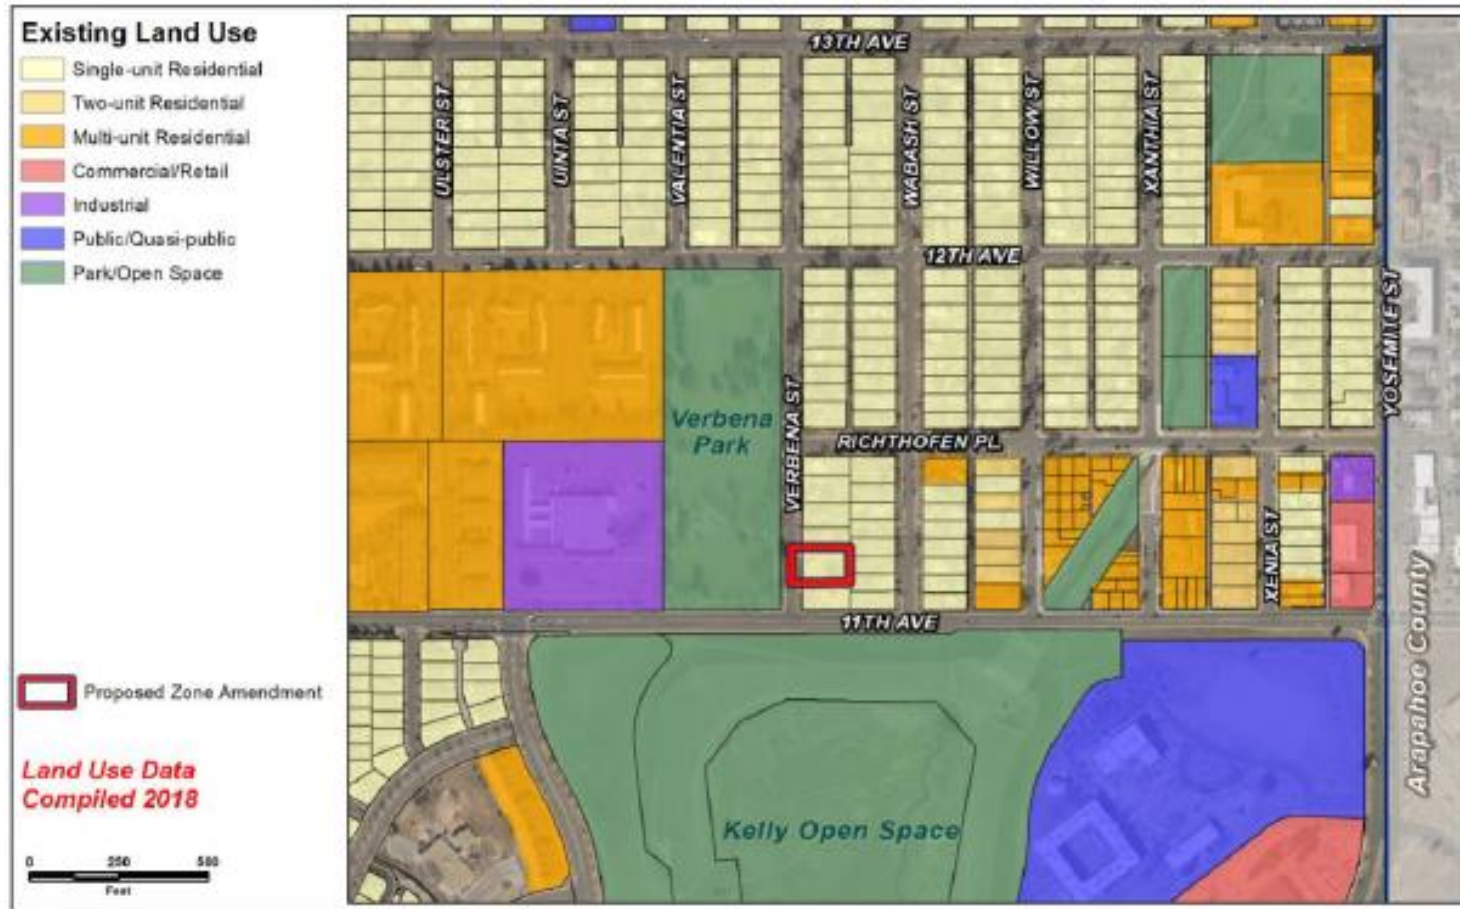 Existing Land Use
Single-unit Residential
Two-unit Residential
Multi-unit Residential
Commercial/Retail
Industrial
Public/Quasi-public
Park/Open Space
Proposed Zone Amendment
Land Use Data
Compiled 2018
0 250 500
Feet
13TH AVE
ULSTER ST
UINTA ST
VALENTIA ST
WABASH ST
WILLOW ST
XANTHIA ST
12TH AVE
YOSEMITE ST
Verbena
Park
VERBENA ST
RICHTHOFEN PL
XENIA ST
11TH AVE
Arapahoe County
Kelly Open Space